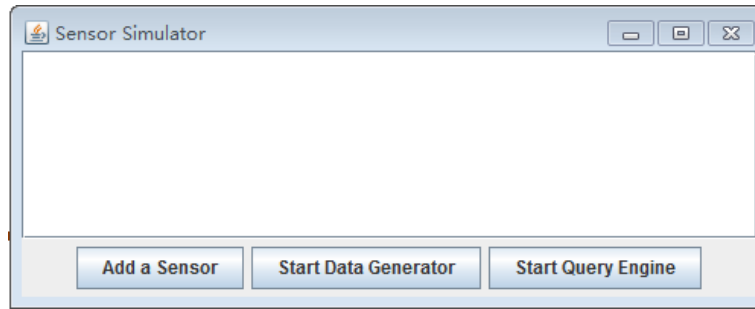 Sensor Simulator
Add a Sensor Start Data Generator Start Query Engine